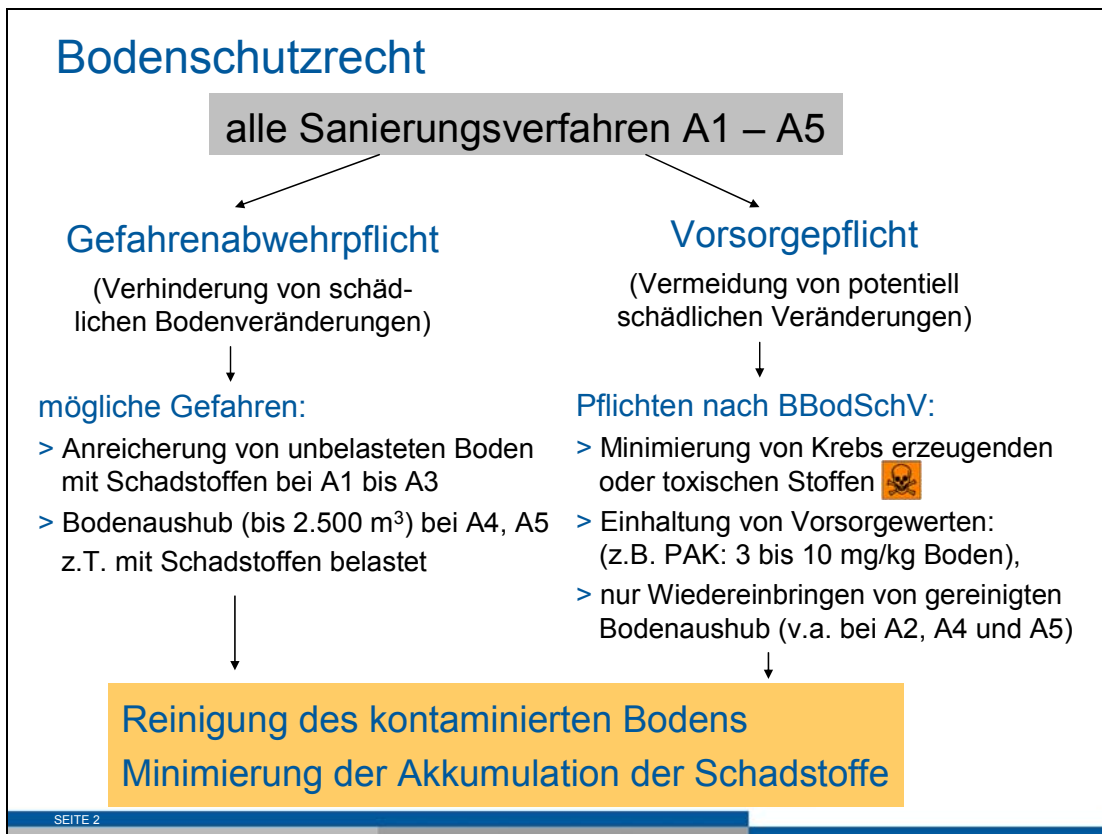 Bodenschutzrecht
alle Sanierungsverfahren A1 – A5
Gefahrenabwehrpflicht
(Verhinderung von schäd-
lichen Bodenveränderungen)
mögliche Gefahren:
> Anreicherung von unbelasteten Boden
mit Schadstoffen bei A1 bis A3
> Bodenaushub (bis 2.500 m³) bei A4, A5
z.T. mit Schadstoffen belastet
Vorsorgepflicht
(Vermeidung von potentiell
schädlichen Veränderungen)
Pflichten nach BBodSchV:
> Minimierung von Krebs erzeugenden
oder toxischen Stoffen
> Einhaltung von Vorsorgewerten:
(z.B. PAK: 3 bis 10 mg/kg Boden),
> nur Wiedereinbringen von gereinigten
Bodenaushub (v.a. bei A2, A4 und A5)
Reinigung des kontaminierten Bodens
Minimierung der Akkumulation der Schadstoffe
SEITE 2